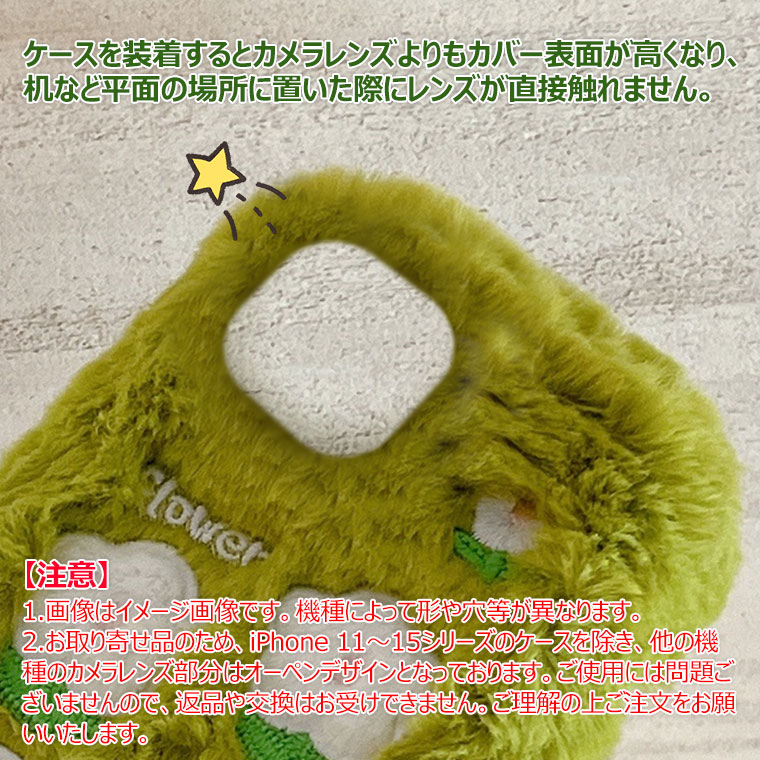 ケースを装着するとカメラレンズよりもカバー表面が高くなり、
机など平面の場所に置いた際にレンズが直接触れません。
flower
【注意】
1.画像はイメージ画像です。機種によって形や穴等が異なります。
2.お取り寄せ品のため、iPhone 11～15シリーズのケースを除き、他の機
種のカメラレンズ部分はオーペンデザインとなっております。ご使用には問題ご
ざいませんので、返品や交換はお受けできません。ご理解の上ご注文をお願
いいたします。